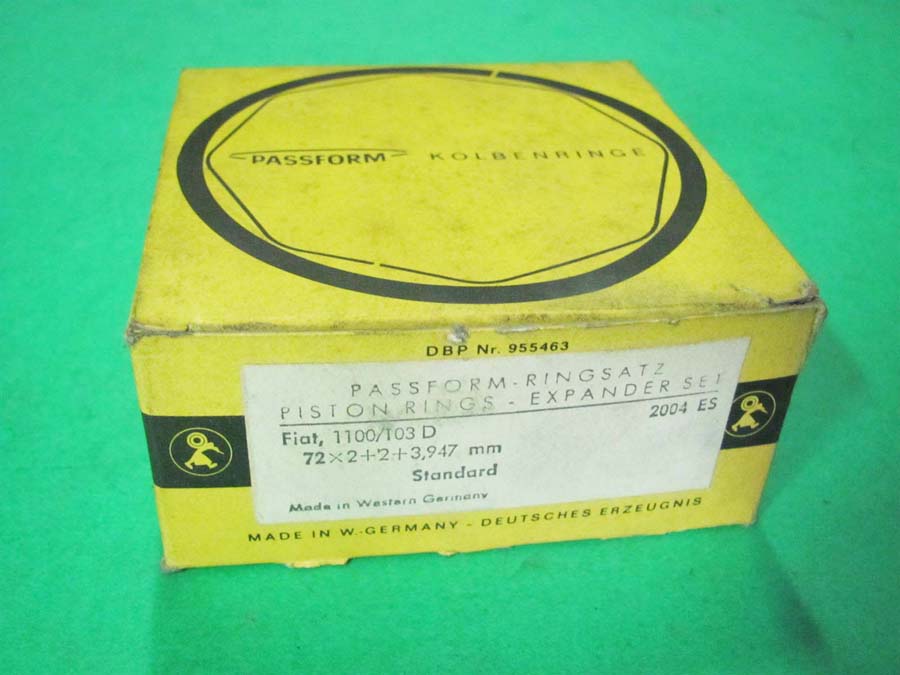 PASSFORM KOLBENRINGE
DBP Nr. 955463
PASSFORM-RINGSATZ
PISTON RINGS - EXPANDER SET
2004 ES
Fiat, 1100/103 D
72×2+2+3,947 mm
Standard
Made in Western Germany
MADE IN W.-GERMANY - DEUTSCHES ERZEUGNIS